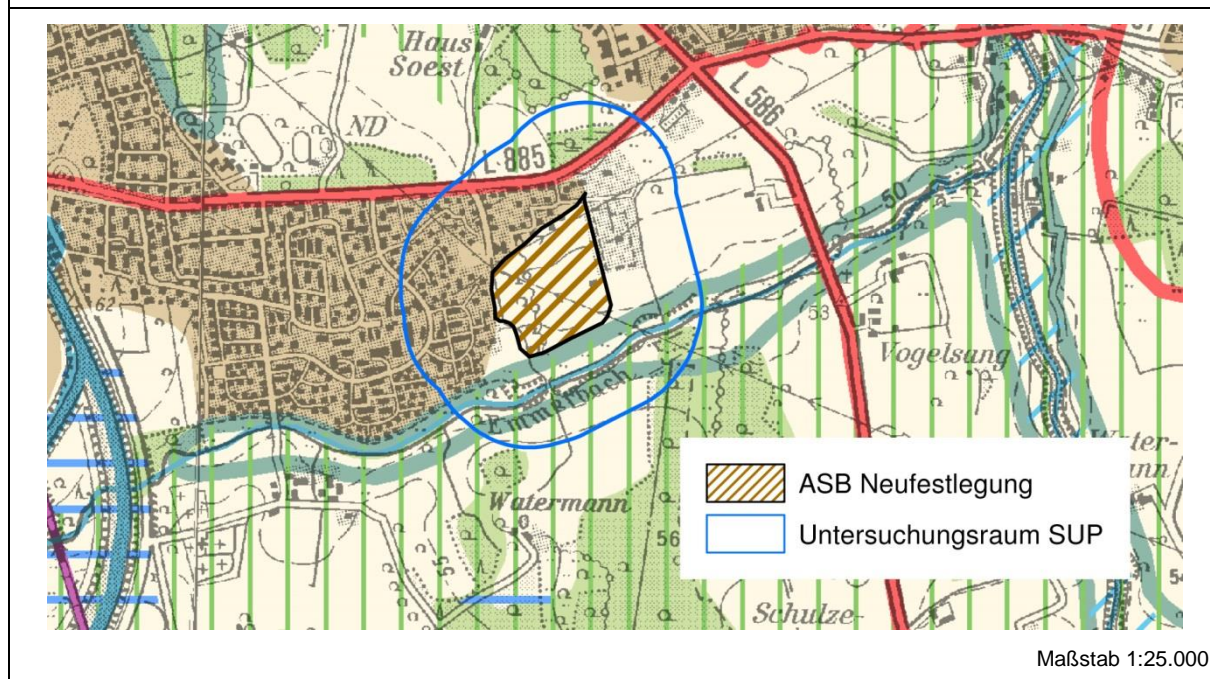 Haus
Soest
ND
L 885
L 586
50
62
53
Vogelsung
Emmerbach
Watermann
55
56
Schulze-
ASB Neufestlegung
Untersuchungsraum SUP
Maßstab 1:25.000